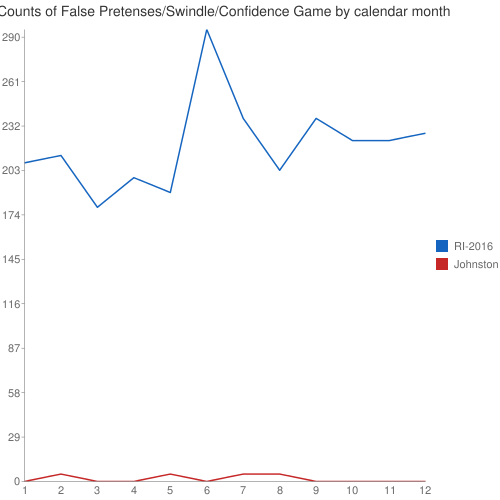 Counts of False Pretenses/Swindle/Confidence Game by calendar month
290
261
232
203
174
145
116
87
58
29
0
1 2 3 4 5 6 7 8 9 10 11 12
RI-2016
Johnston